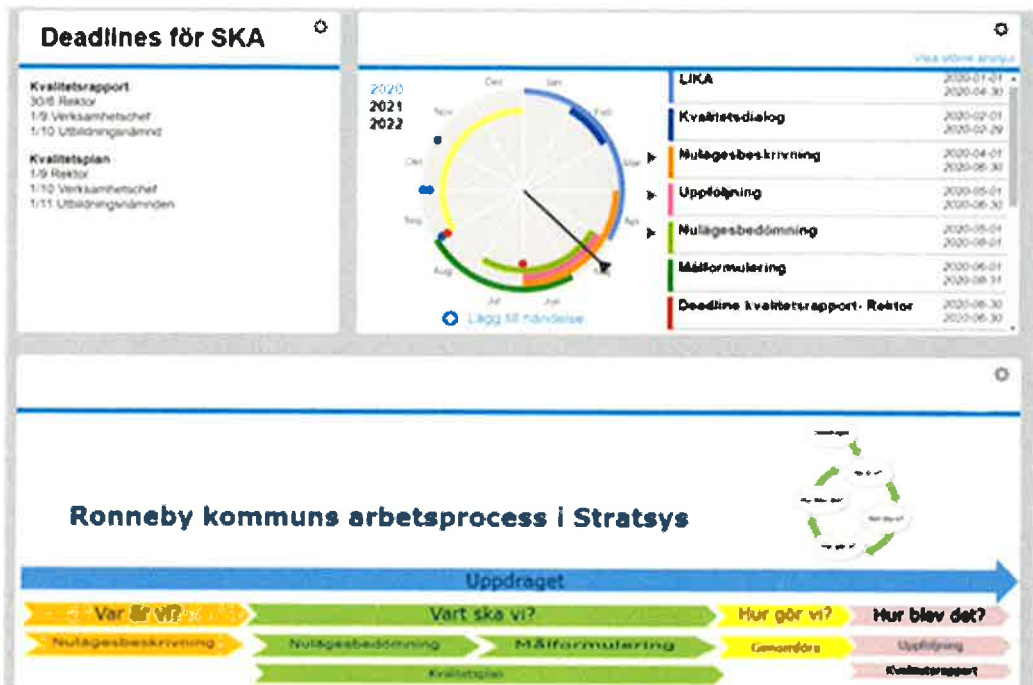 Deadlines för SKA
Kvalitetsrapport
30/6 Rektor
1/9 Verksamhetschef
1/10 Utbildningsnämnd
Kvalitetsplan
1/9 Rektor
1/10 Verksamhetschef
1/11 Utbildningsnämnden
2020
2021
2022
Dec
Jan
Feb
Mar
Apr
Maj
Jun
Jul
Aug
Sep
Okt
Nov
Lägg till händelse
LIKA
2020-01-01
2020-04-30
Kvalitetsdialog
2020-02-01
2020-02-29
Nulägesbeskrivning
2020-04-01
2020-06-30
Uppföljning
2020-05-01
2020-06-30
Nulägesbedömning
2020-05-01
2020-08-01
Målformulering
2020-06-01
2020-08-31
Deadline kvalitetsrapport- Rektor
2020-06-30
2020-06-30
Ronneby kommuns arbetsprocess i Stratsys
Uppdraget
Var är vi?
Vart ska vi?
Hur gör vi?
Hur blev det?
Nulägesbeskrivning
Nulägesbedömning
Målformulering
Genomföra
Uppföljning
Kvalitetsplan
Kvalitetsrapport